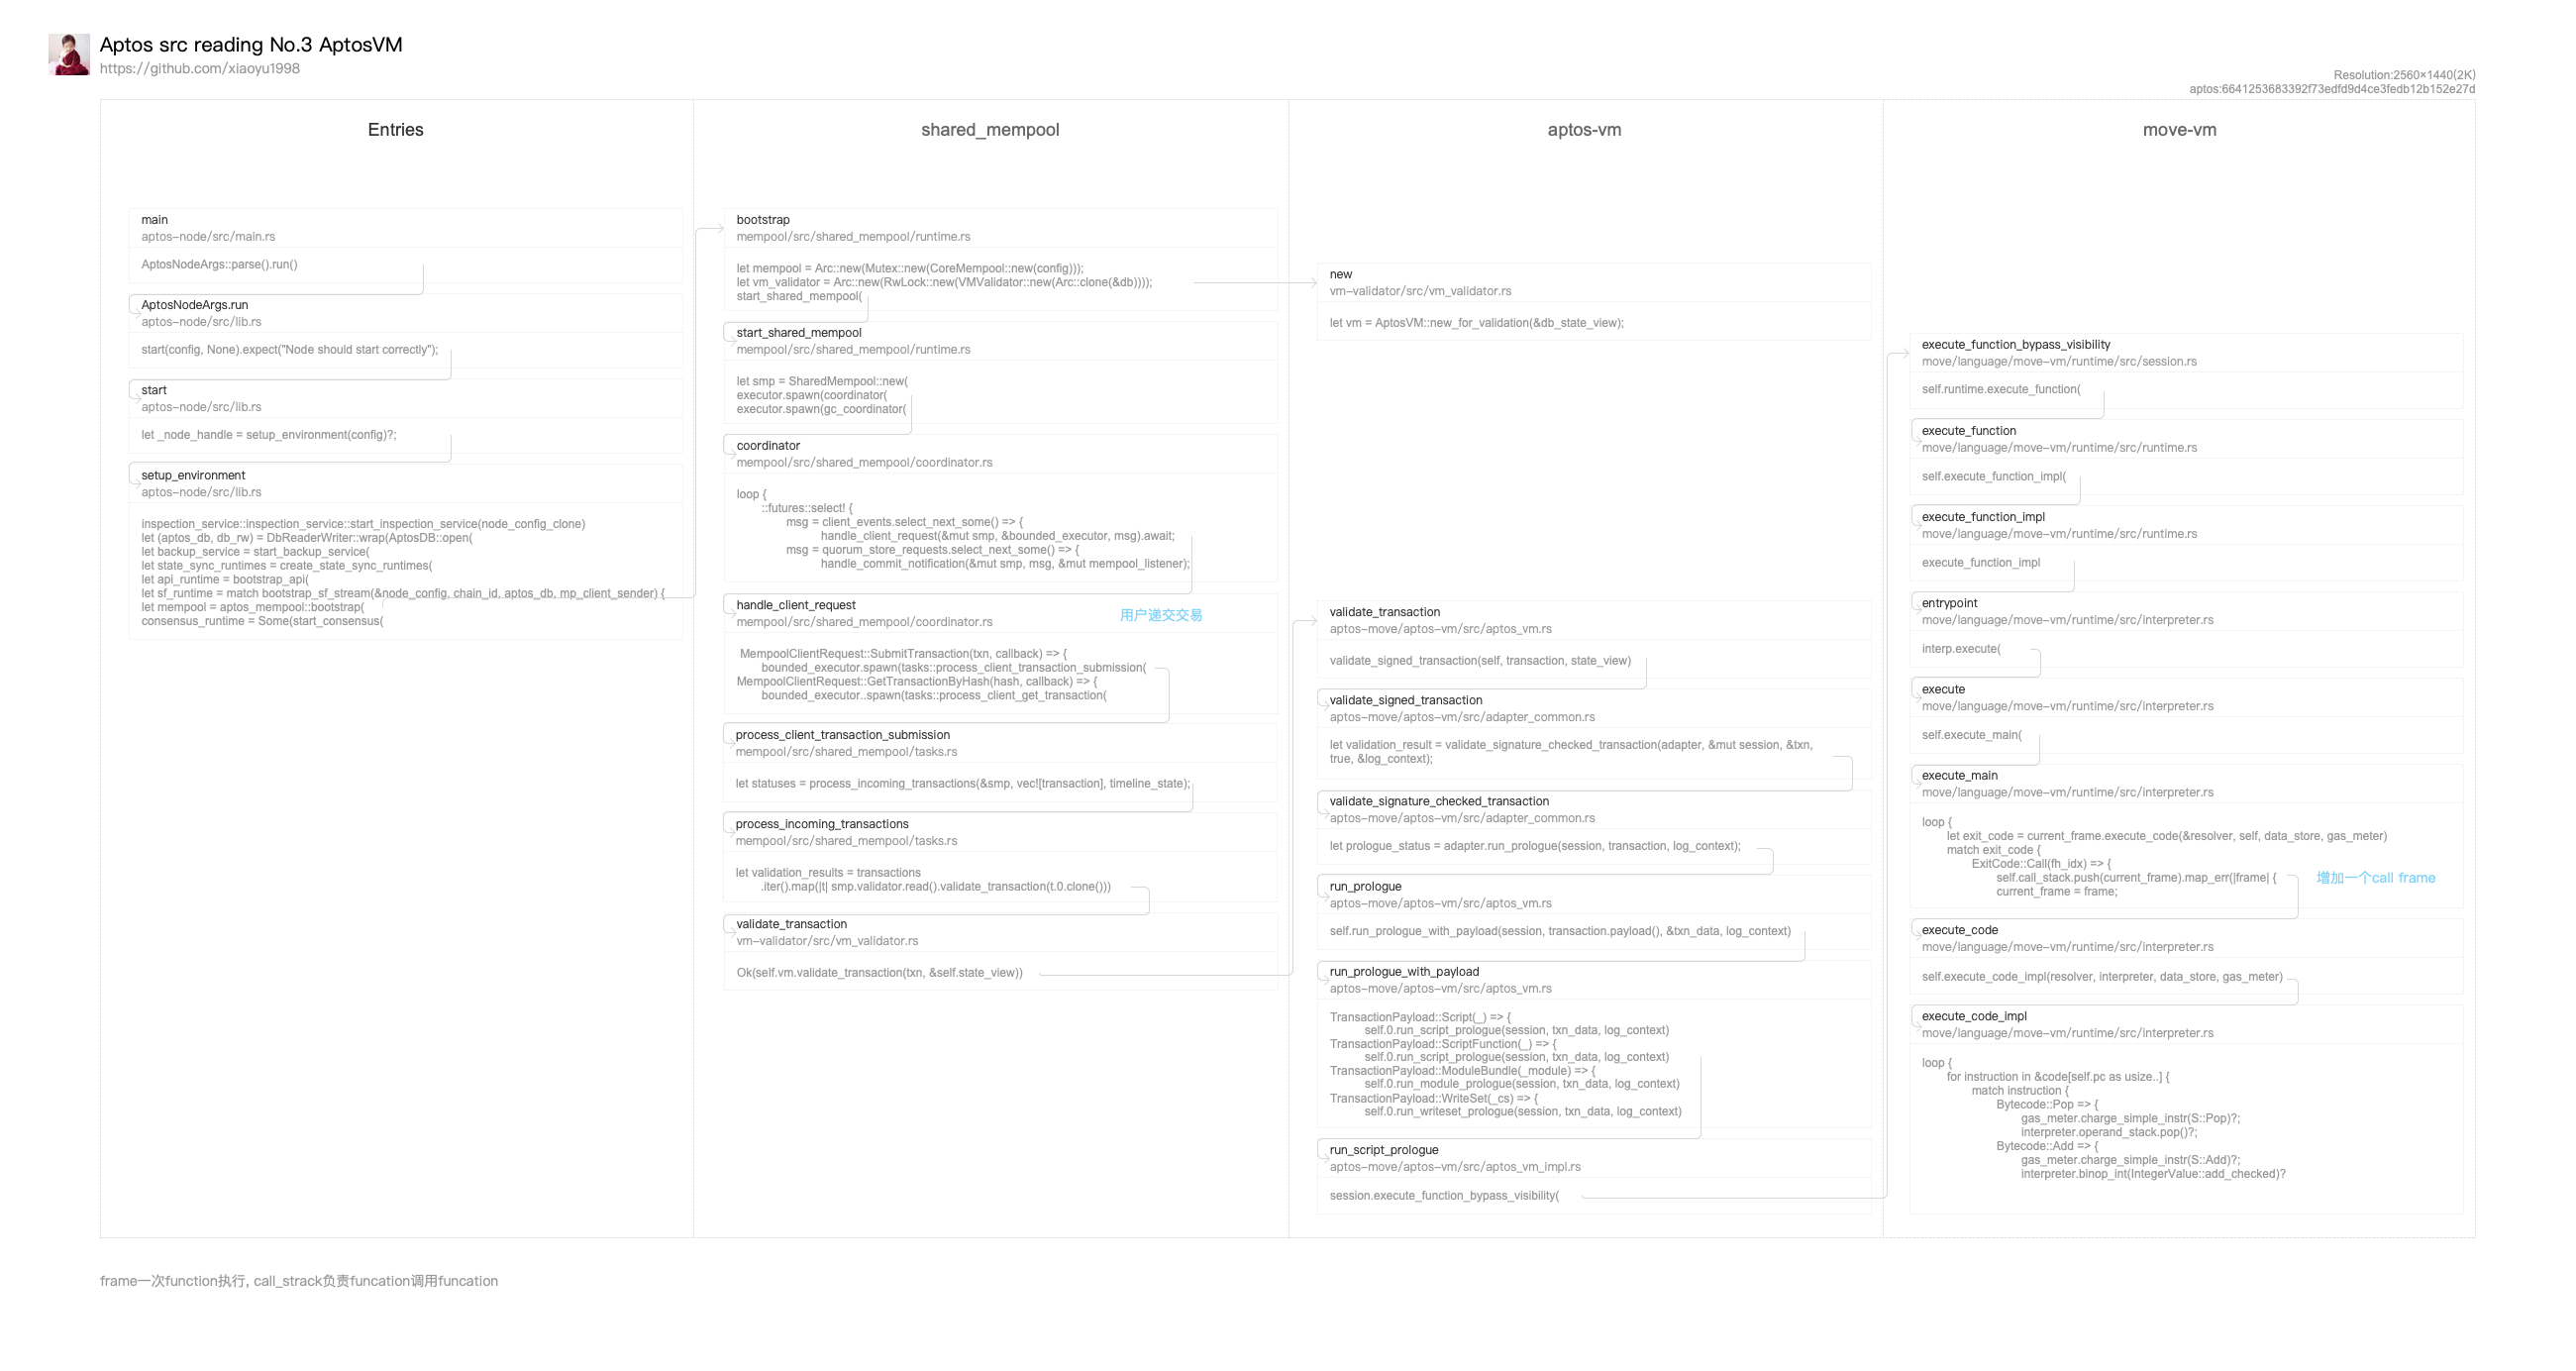 Aptos src reading No.3 AptosVM
https://github.com/xiaoyu1998
Resolution:2560×1440(2K)
aptos:6641253683392f73edfd9d4ce3fedb12b152e27d
Entries
main
aptos-node/src/main.rs
AptosNodeArgs::parse().run()
AptosNodeArgs.run
aptos-node/src/lib.rs
start(config, None).expect("Node should start correctly");
start
aptos-node/src/lib.rs
let _node_handle = setup_environment(config)?;
setup_environment
aptos-node/src/lib.rs
inspection_service::inspection_service::start_inspection_service(node_config_clone)
let (aptos_db, db_rw) = DbReaderWriter::wrap(AptosDB::open(
let backup_service = start_backup_service(
let state_sync_runtimes = create_state_sync_runtimes(
let api_runtime = bootstrap_api(
let sf_runtime = match bootstrap_sf_stream(&node_config, chain_id, aptos_db, mp_client_sender) {
let mempool = aptos_mempool::bootstrap(
consensus_runtime = Some(start_consensus(
shared_mempool
bootstrap
mempool/src/shared_mempool/runtime.rs
let mempool = Arc::new(Mutex::new(CoreMempool::new(config)));
let vm_validator = Arc::new(RwLock::new(VMValidator::new(Arc::clone(&db))));
start_shared_mempool(
start_shared_mempool
mempool/src/shared_mempool/runtime.rs
let smp = SharedMempool::new(
executor.spawn(coordinator(
executor.spawn(gc_coordinator(
coordinator
mempool/src/shared_mempool/coordinator.rs
loop {
::futures::select! {
msg = client_events.select_next_some() => {
handle_client_request(&mut smp, &bounded_executor, msg).await;
msg = quorum_store_requests.select_next_some() => {
handle_commit_notification(&mut smp, msg, &mut mempool_listener);
handle_client_request
mempool/src/shared_mempool/coordinator.rs
用户递交交易
MempoolClientRequest::SubmitTransaction(txn, callback) => {
bounded_executor.spawn(tasks::process_client_transaction_submission(
MempoolClientRequest::GetTransactionByHash(hash, callback) => {
bounded_executor..spawn(tasks::process_client_get_transaction(
process_client_transaction_submission
mempool/src/shared_mempool/tasks.rs
let statuses = process_incoming_transactions(&smp, vec![transaction], timeline_state);
process_incoming_transactions
mempool/src/shared_mempool/tasks.rs
let validation_results = transactions
.iter().map(|t| smp.validator.read().validate_transaction(t.0.clone()))
validate_transaction
vm-validator/src/vm_validator.rs
Ok(self.vm.validate_transaction(txn, &self.state_view))
aptos-vm
new
vm-validator/src/vm_validator.rs
let vm = AptosVM::new_for_validation(&db_state_view);
validate_transaction
aptos-move/aptos-vm/src/aptos_vm.rs
validate_signed_transaction(self, transaction, state_view)
validate_signed_transaction
aptos-move/aptos-vm/src/adapter_common.rs
let validation_result = validate_signature_checked_transaction(adapter, &mut session, &txn,
true, &log_context);
validate_signature_checked_transaction
aptos-move/aptos-vm/src/adapter_common.rs
let prologue_status = adapter.run_prologue(session, transaction, log_context);
run_prologue
aptos-move/aptos-vm/src/aptos_vm.rs
self.run_prologue_with_payload(session, transaction.payload(), &txn_data, log_context)
run_prologue_with_payload
aptos-move/aptos-vm/src/aptos_vm.rs
TransactionPayload::Script(_) => {
self.0.run_script_prologue(session, txn_data, log_context)
TransactionPayload::ScriptFunction(_) => {
self.0.run_script_prologue(session, txn_data, log_context)
TransactionPayload::ModuleBundle(_module) => {
self.0.run_module_prologue(session, txn_data, log_context)
TransactionPayload::WriteSet(_cs) => {
self.0.run_writeset_prologue(session, txn_data, log_context)
run_script_prologue
aptos-move/aptos-vm/src/aptos_vm_impl.rs
session.execute_function_bypass_visibility(
move-vm
execute_function_bypass_visibility
move/language/move-vm/runtime/src/session.rs
self.runtime.execute_function(
execute_function
move/language/move-vm/runtime/src/runtime.rs
self.execute_function_impl(
execute_function_impl
move/language/move-vm/runtime/src/runtime.rs
execute_function_impl
entrypoint
move/language/move-vm/runtime/src/interpreter.rs
interp.execute(
execute
move/language/move-vm/runtime/src/interpreter.rs
self.execute_main(
execute_main
move/language/move-vm/runtime/src/interpreter.rs
loop {
let exit_code = current_frame.execute_code(&resolver, self, data_store, gas_meter)
match exit_code {
ExitCode::Call(fh_idx) => {
self.call_stack.push(current_frame).map_err(|frame| {
current_frame = frame;
增加一个call frame
execute_code
move/language/move-vm/runtime/src/interpreter.rs
self.execute_code_impl(resolver, interpreter, data_store, gas_meter)
execute_code_impl
move/language/move-vm/runtime/src/interpreter.rs
loop {
for instruction in &code[self.pc as usize..] {
match instruction {
Bytecode::Pop => {
gas_meter.charge_simple_instr(S::Pop)?;
interpreter.operand_stack.pop()?;
Bytecode::Add => {
gas_meter.charge_simple_instr(S::Add)?;
interpreter.binop_int(IntegerValue::add_checked)?
frame一次function执行, call_strack负责funcation调用funcation